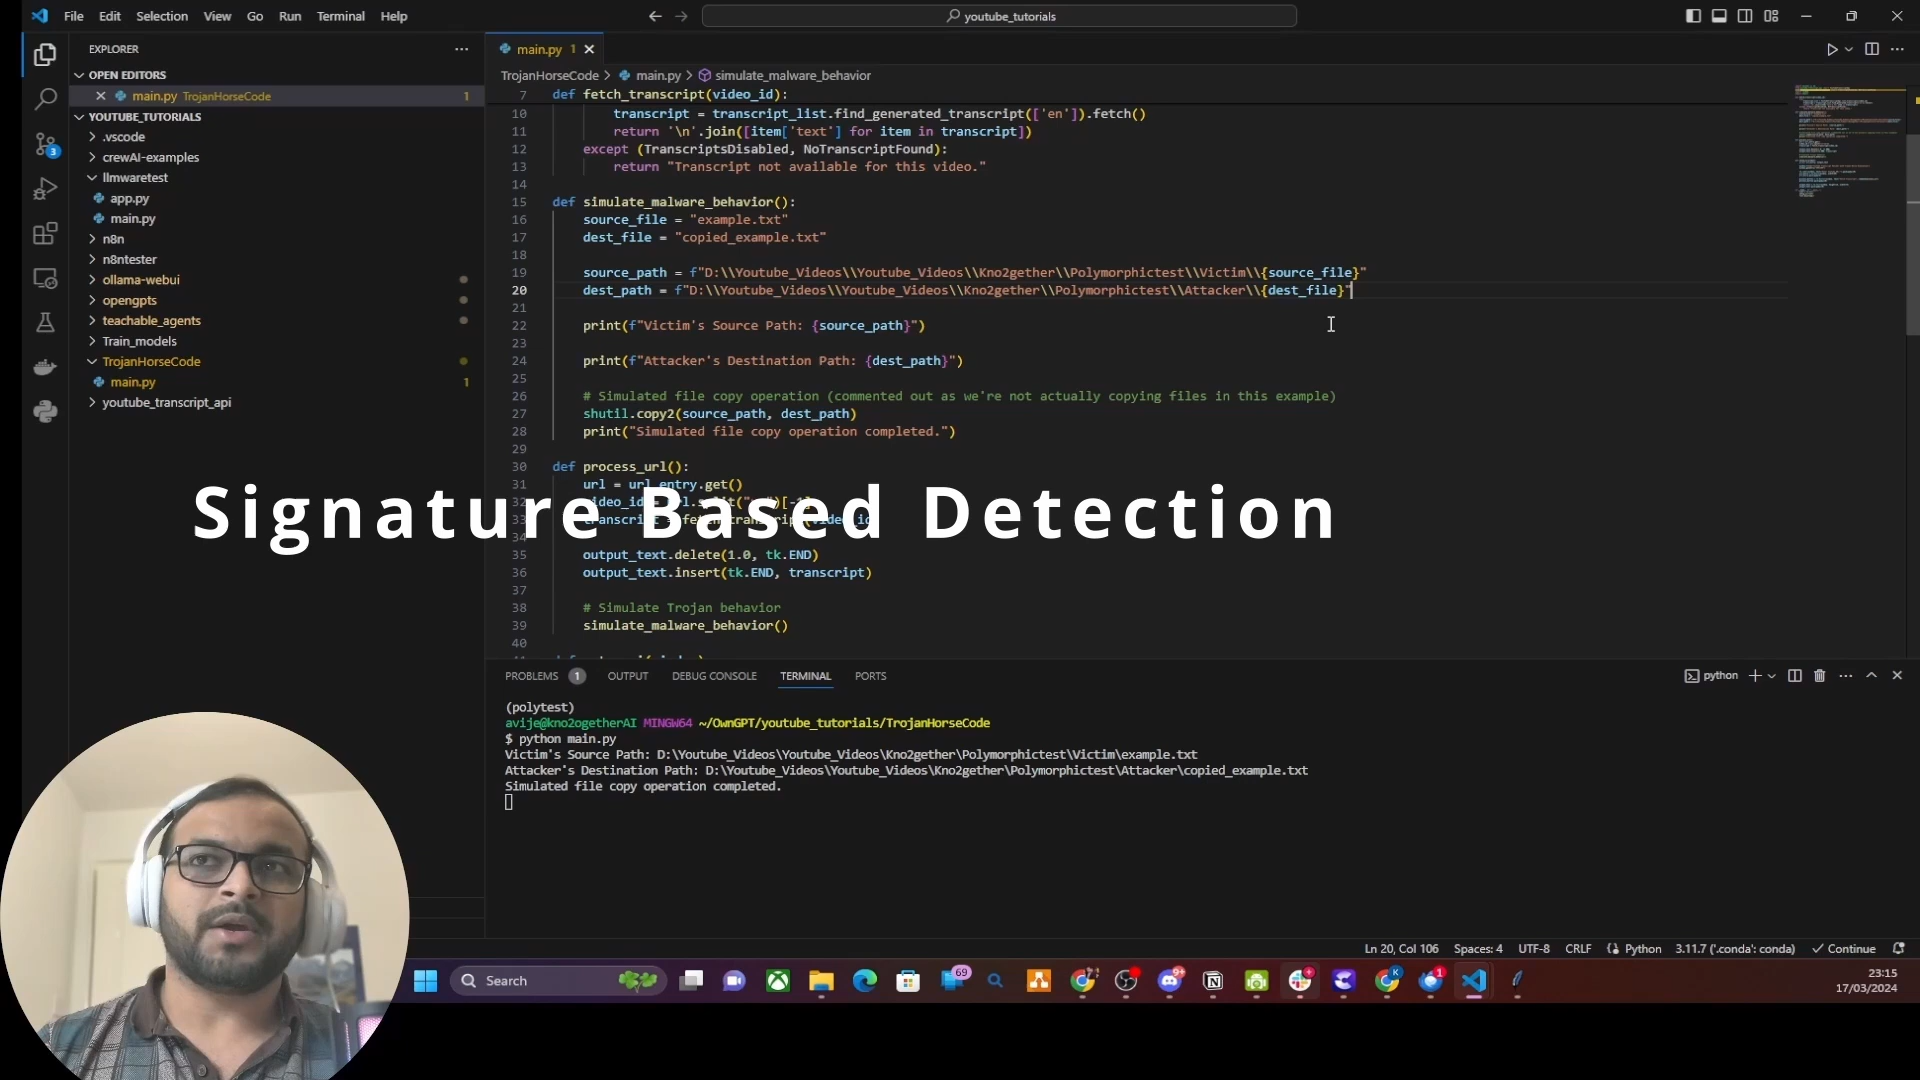 File Edit Selection View Go Run Terminal Help
youtube_tutorials
EXPLORER
OPEN EDITORS
main.py TrojanHorseCode 1
YOUTUBE_TUTORIALS
.vscode
crewAI-examples
llmwaretest
app.py
main.py
n8n
n8ntester
ollama-webui
opengpts
teachable_agents
Train_models
TrojanHorseCode
main.py 1
youtube_transcript_api
3
main.py 1
TrojanHorseCode > main.py > simulate_malware_behavior
7 def fetch_transcript(video_id):
10 transcript = transcript_list.find_generated_transcript(['en']).fetch()
11 return '\n'.join([item['text'] for item in transcript])
12 except (TranscriptsDisabled, NoTranscriptFound):
13 return "Transcript not available for this video."
14
15 def simulate_malware_behavior():
16 source_file = "example.txt"
17 dest_file = "copied_example.txt"
18
19 source_path = f"D:\\Youtube_Videos\\Youtube_Videos\\Kno2gether\\Polymorphictest\\Victim\\{source_file}"
20 dest_path = f"D:\\Youtube_Videos\\Youtube_Videos\\Kno2gether\\Polymorphictest\\Attacker\\{dest_file}"
21
22 print(f"Victim's Source Path: {source_path}")
23
24 print(f"Attacker's Destination Path: {dest_path}")
25
26 # Simulated file copy operation (commented out as we're not actually copying files in this example)
27 shutil.copy2(source_path, dest_path)
28 print("Simulated file copy operation completed.")
29
30 def process_url():
31 url = url_entry.get()
32
33
34
35 output_text.delete(1.0, tk.END)
36 output_text.insert(tk.END, transcript)
37
38 # Simulate Trojan behavior
39 simulate_malware_behavior()
40
Signature Based Detection
PROBLEMS 1 OUTPUT DEBUG CONSOLE TERMINAL PORTS
python
(polytest)
avije@kno2ogetherAI MINGW64 ~/OwnGPT/youtube_tutorials/TrojanHorseCode
$ python main.py
Victim's Source Path: D:\Youtube_Videos\Youtube_Videos\Kno2gether\Polymorphictest\Victim\example.txt
Attacker's Destination Path: D:\Youtube_Videos\Youtube_Videos\Kno2gether\Polymorphictest\Attacker\copied_example.txt
Simulated file copy operation completed.
Ln 20, Col 106 Spaces: 4 UTF-8 CRLF Python 3.11.7 ('.conda': conda) Continue
Search
69
23:15
17/03/2024